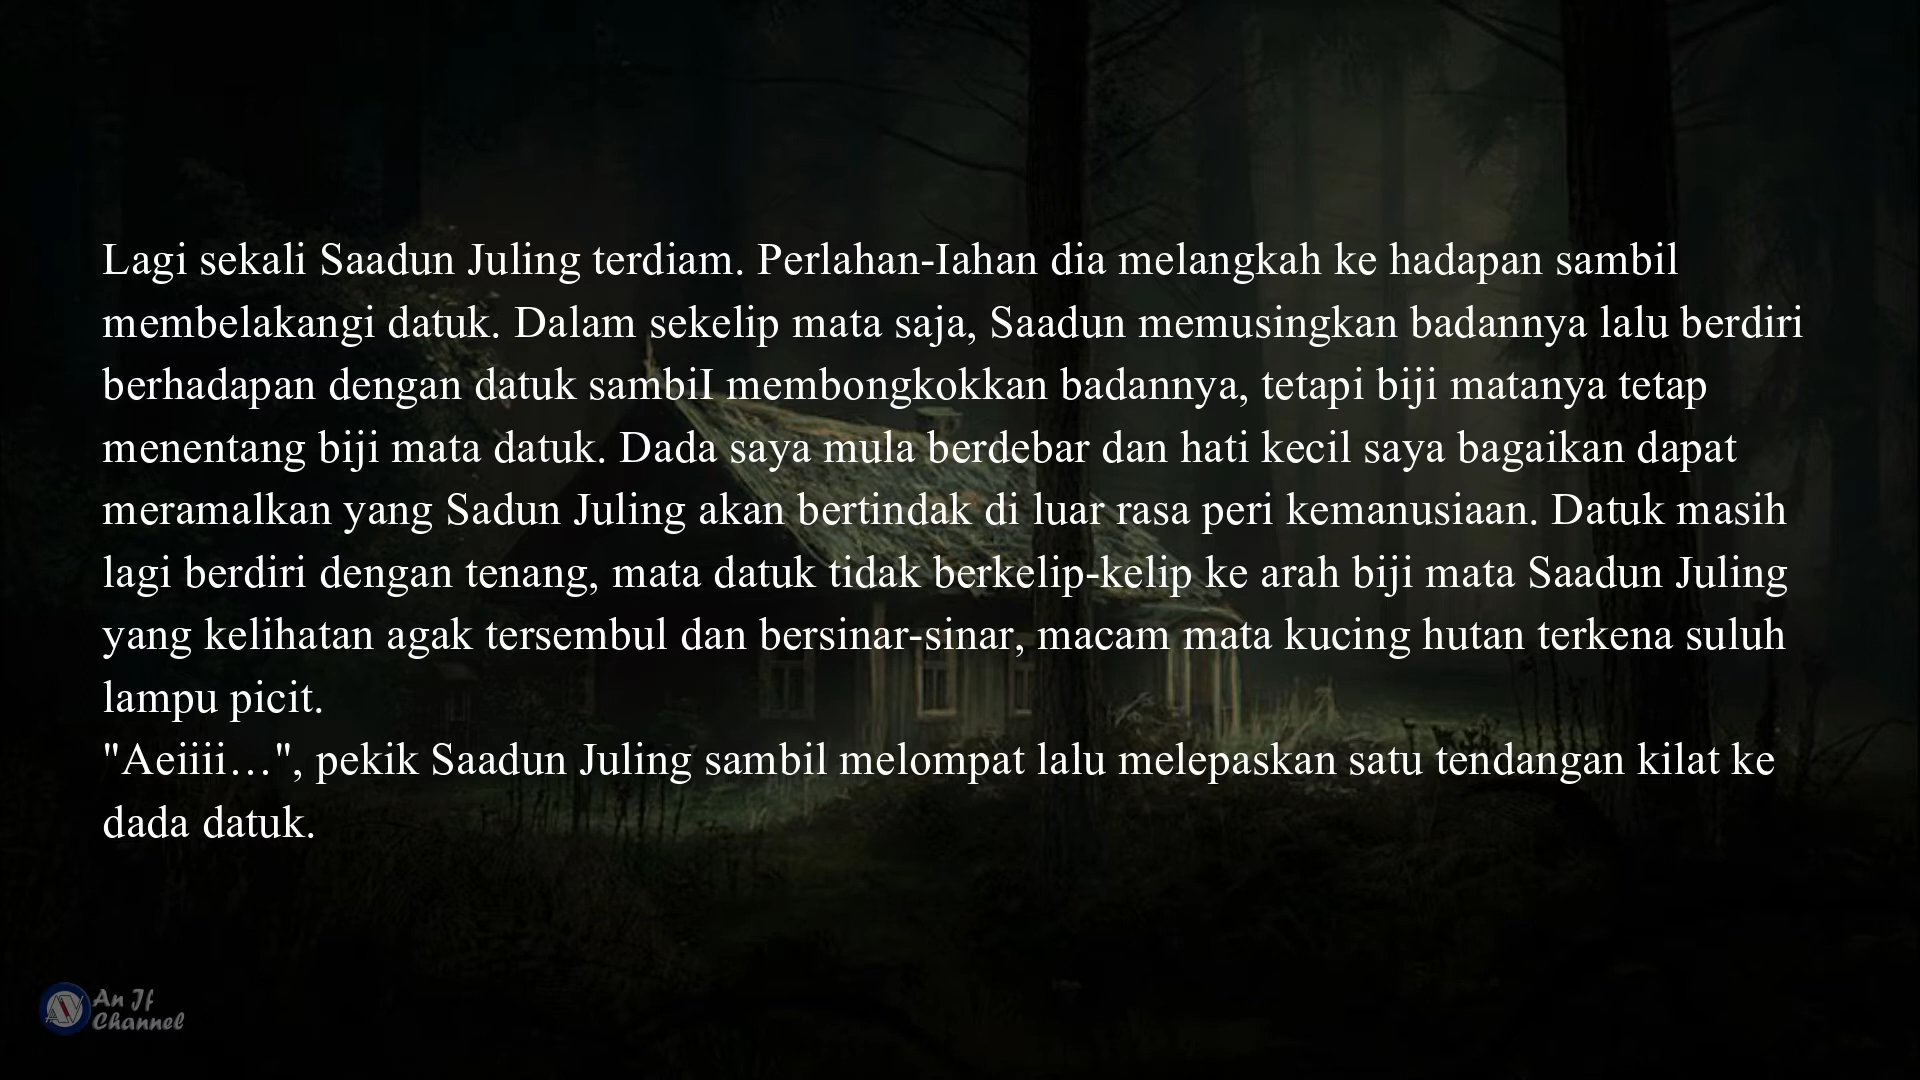 Lagi sekali Saadun Juling terdiam. Perlahan-Iahan dia melangkah ke hadapan sambil
membelakangi datuk. Dalam sekelip mata saja, Saadun memusingkan badannya lalu berdiri
berhadapan dengan datuk sambiI membongkokkan badannya, tetapi biji matanya tetap
menentang biji mata datuk. Dada saya mula berdebar dan hati kecil saya bagaikan dapat
meramalkan yang Sadun Juling akan bertindak di luar rasa peri kemanusiaan. Datuk masih
lagi berdiri dengan tenang, mata datuk tidak berkelip-kelip ke arah biji mata Saadun Juling
yang kelihatan agak tersembul dan bersinar-sinar, macam mata kucing hutan terkena suluh
lampu picit.
"Aeiiii…", pekik Saadun Juling sambil melompat lalu melepaskan satu tendangan kilat ke
dada datuk.
An If
Channel